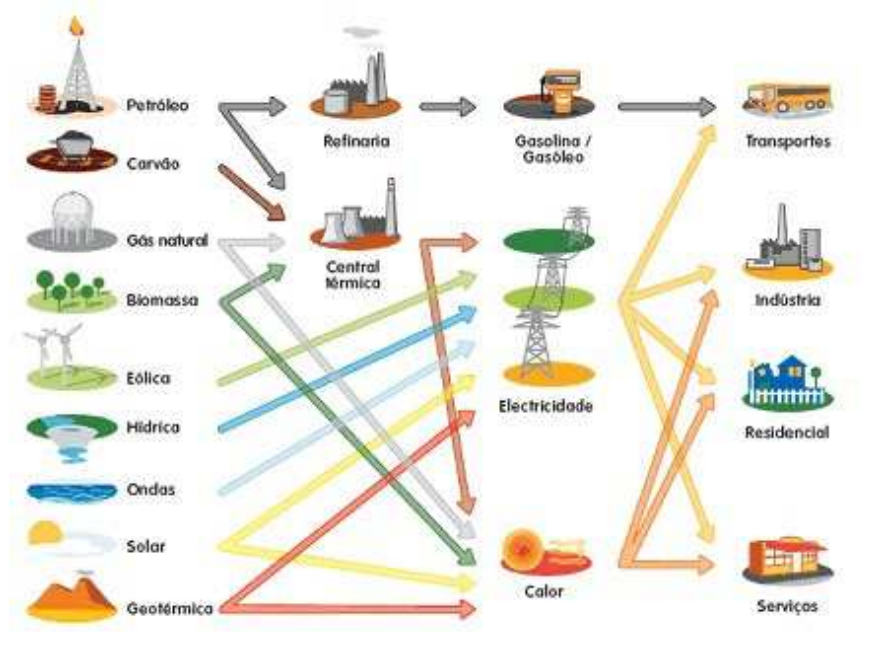 Petróleo
Carvão
Gás natural
Biomassa
Eólica
Hídrica
Ondas
Solar
Geotérmica
Refinaria
Central
térmica
Gasolina /
Gasóleo
Electricidade
Calor
Transportes
Indústria
Residencial
Serviços